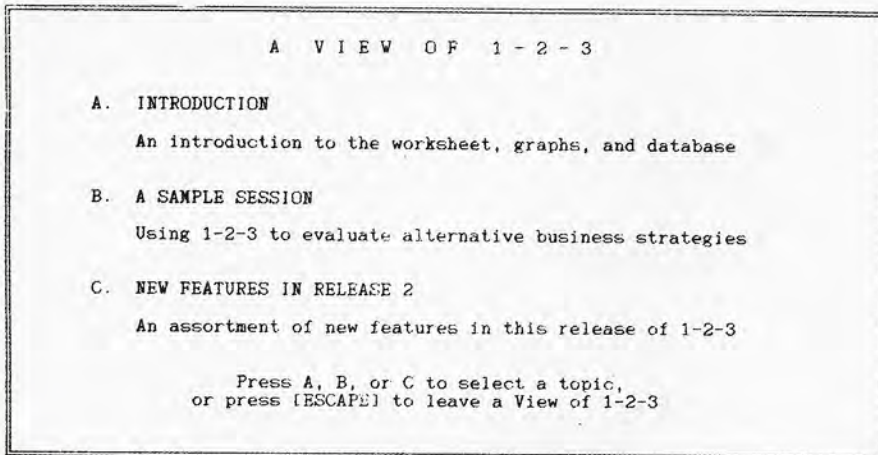 A VIEW OF 1-2-3
A. INTRODUCTION
An introduction to the worksheet, graphs, and database
B. A SAMPLE SESSION
Using 1-2-3 to evaluate alternative business strategies
C. NEW FEATURES IN RELEASE 2
An assortment of new features in this release of 1-2-3
Press A, B, or C to select a topic,
or press [ESCAPE] to leave a View of 1-2-3